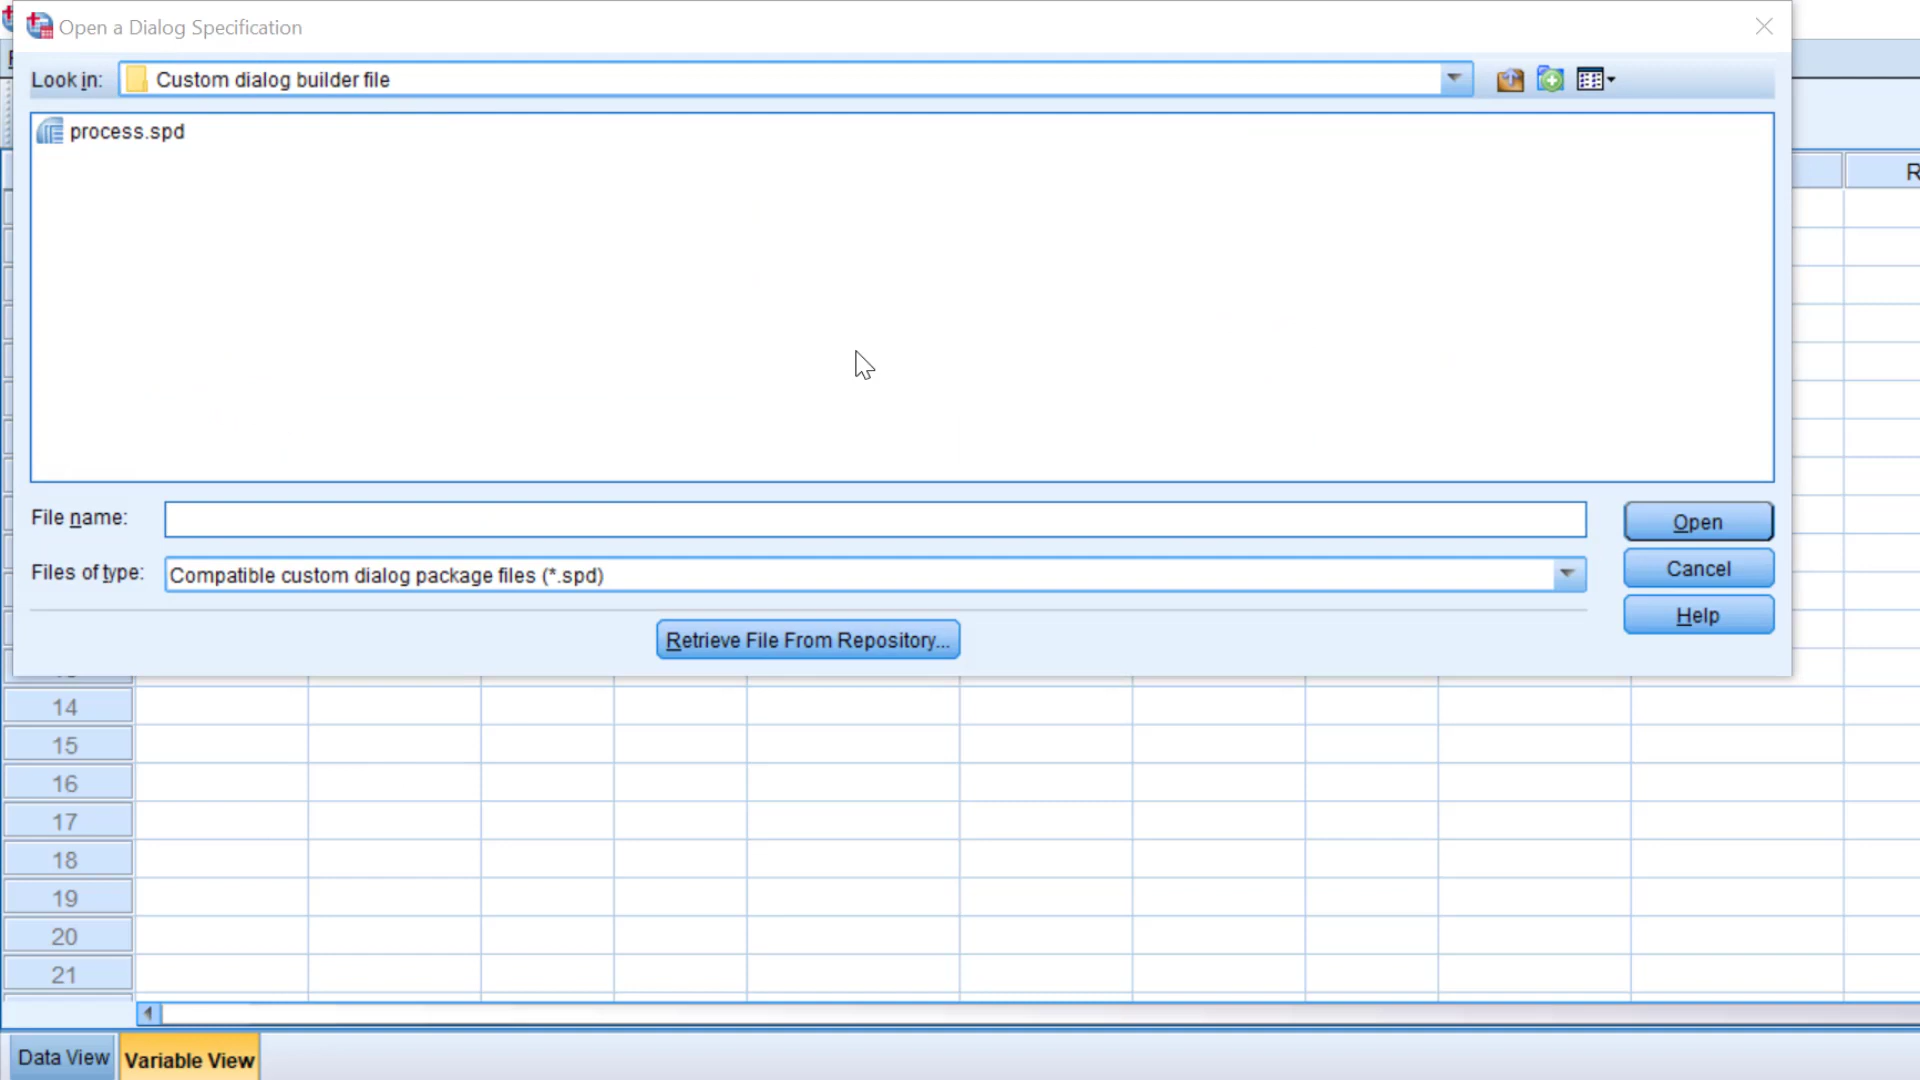 Open a Dialog Specification
Look in: Custom dialog builder file
process.spd
R
File name:
Open
Files of type: Compatible custom dialog package files (*.spd)
Cancel
Help
Retrieve File From Repository...
14
15
16
17
18
19
20
21
Data View Variable View